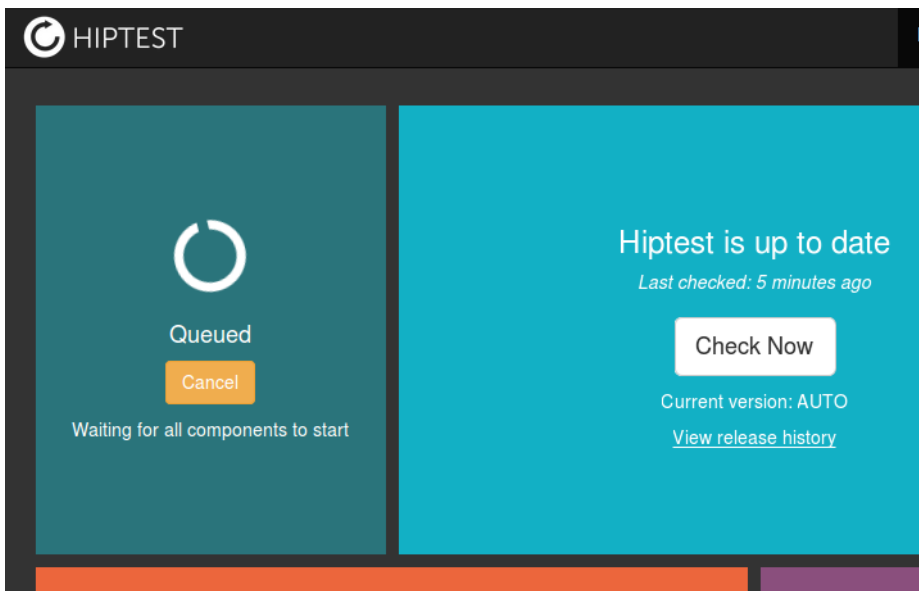 HIPTEST
Queued
Cancel
Waiting for all components to start
Hiptest is up to date
Last checked: 5 minutes ago
Check Now
Current version: AUTO
View release history